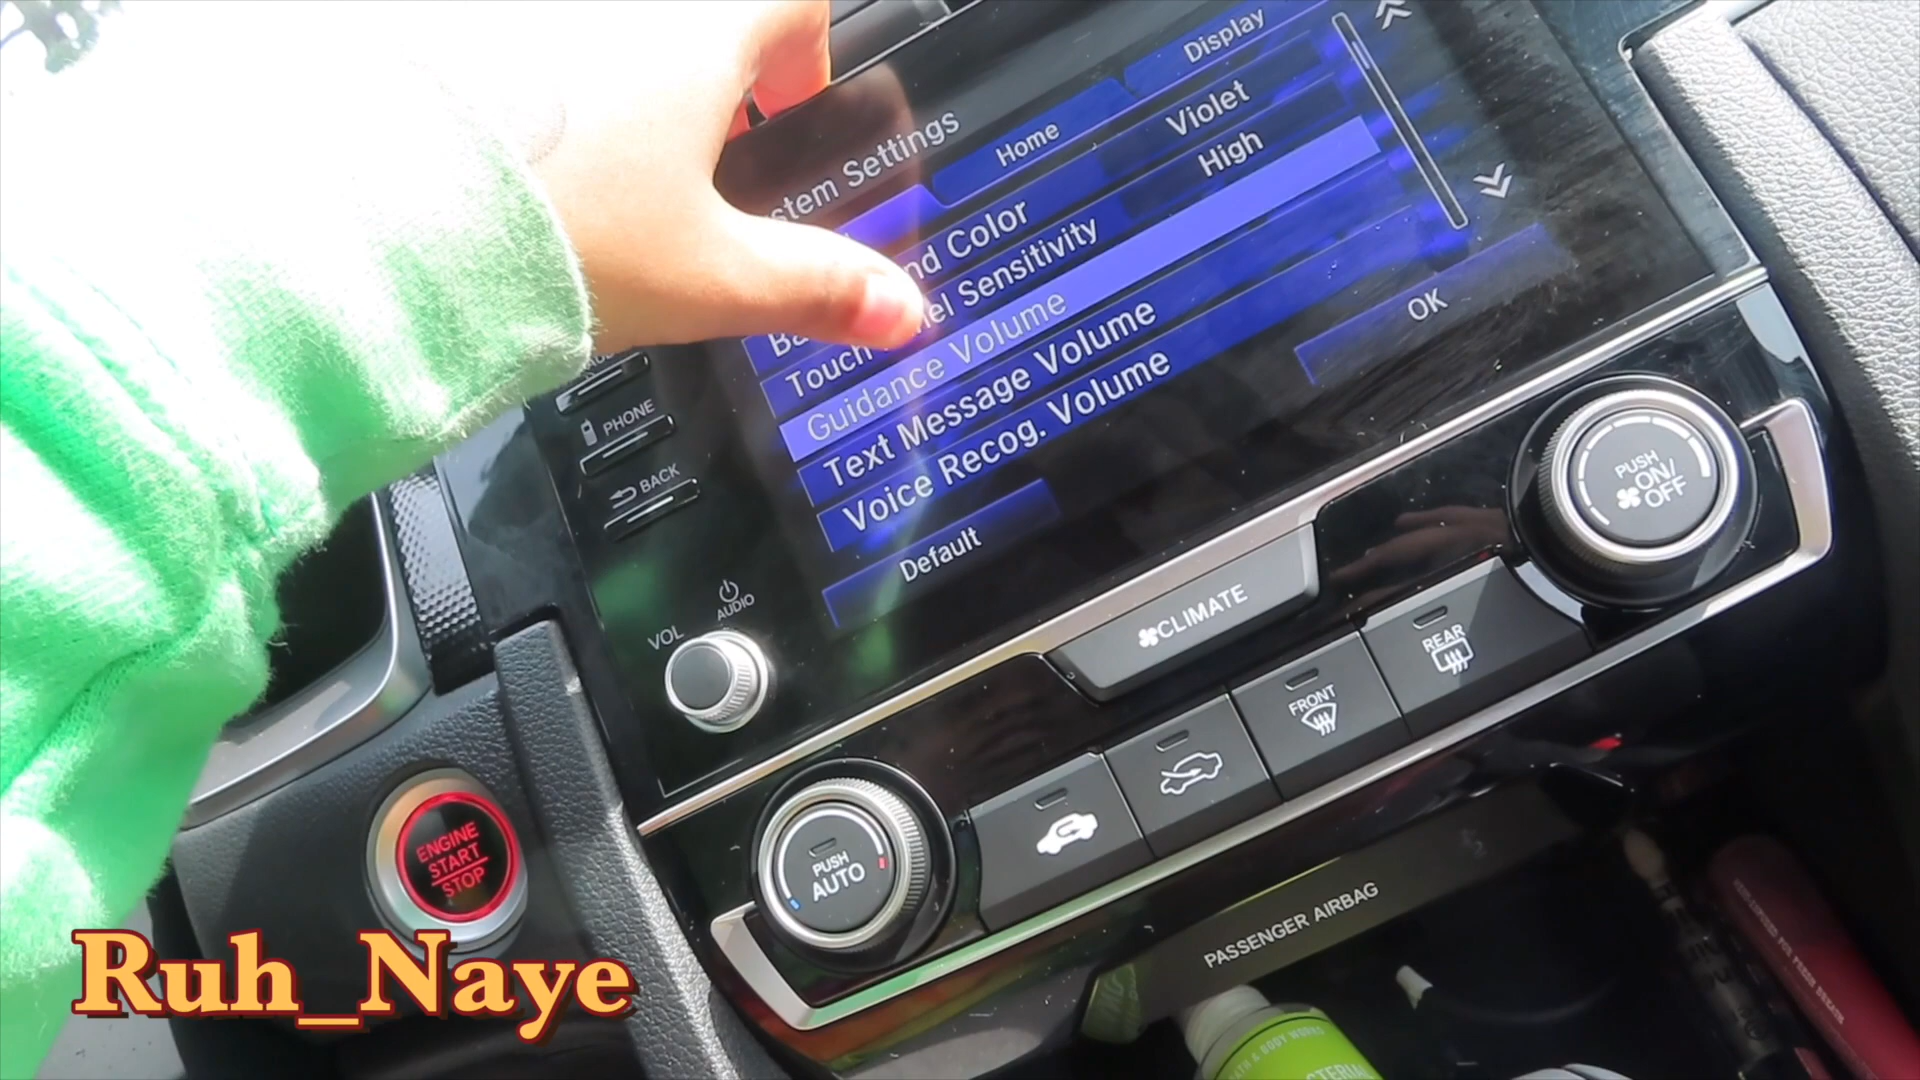 stem Settings
Home
Display
nd Color
Violet
Touch
nel Sensitivity
High
Guidance Volume
Text Message Volume
Voice Recog. Volume
Default
OK
PHONE
BACK
VOL
AUDIO
CLIMATE
PUSH
ON/
OFF
REAR
FRONT
PUSH
AUTO
ENGINE
START
STOP
PASSENGER AIRBAG
Ruh_Naye